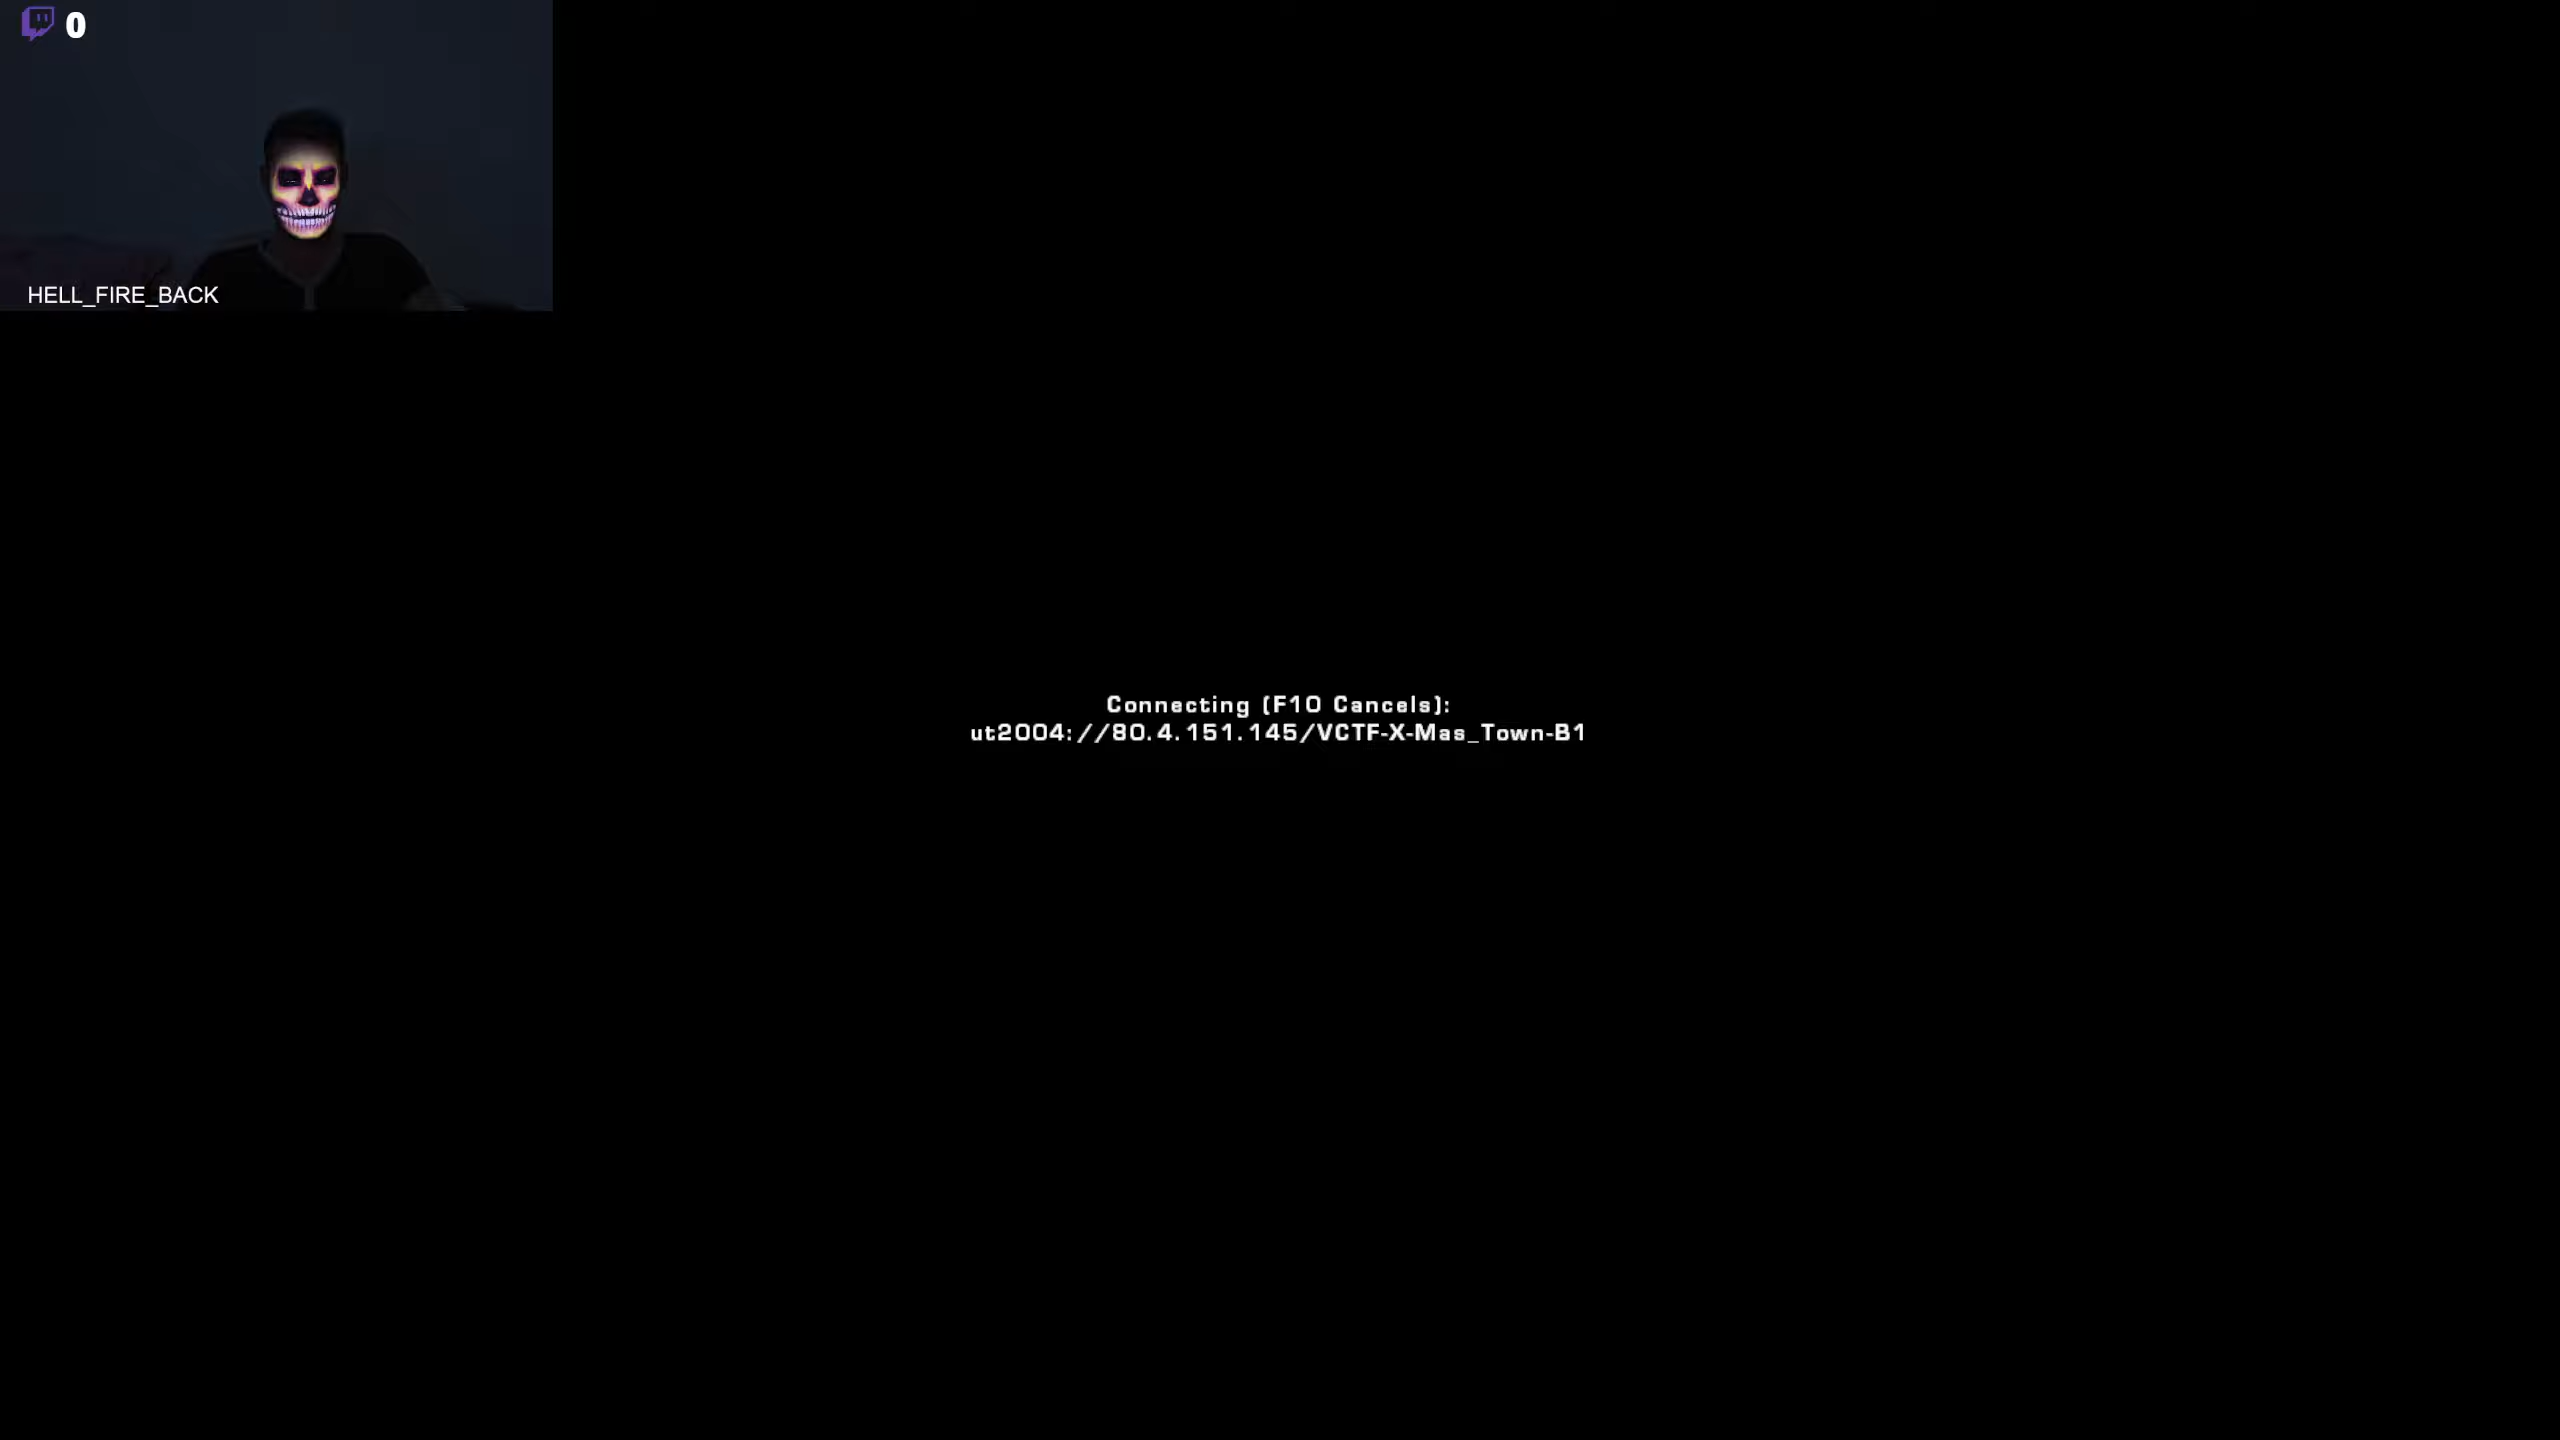 0
HELL_FIRE_BACK
Connecting (F10 Cancels):
ut2004://80.4.151.145/VCTF-X-Mas_Town-B1